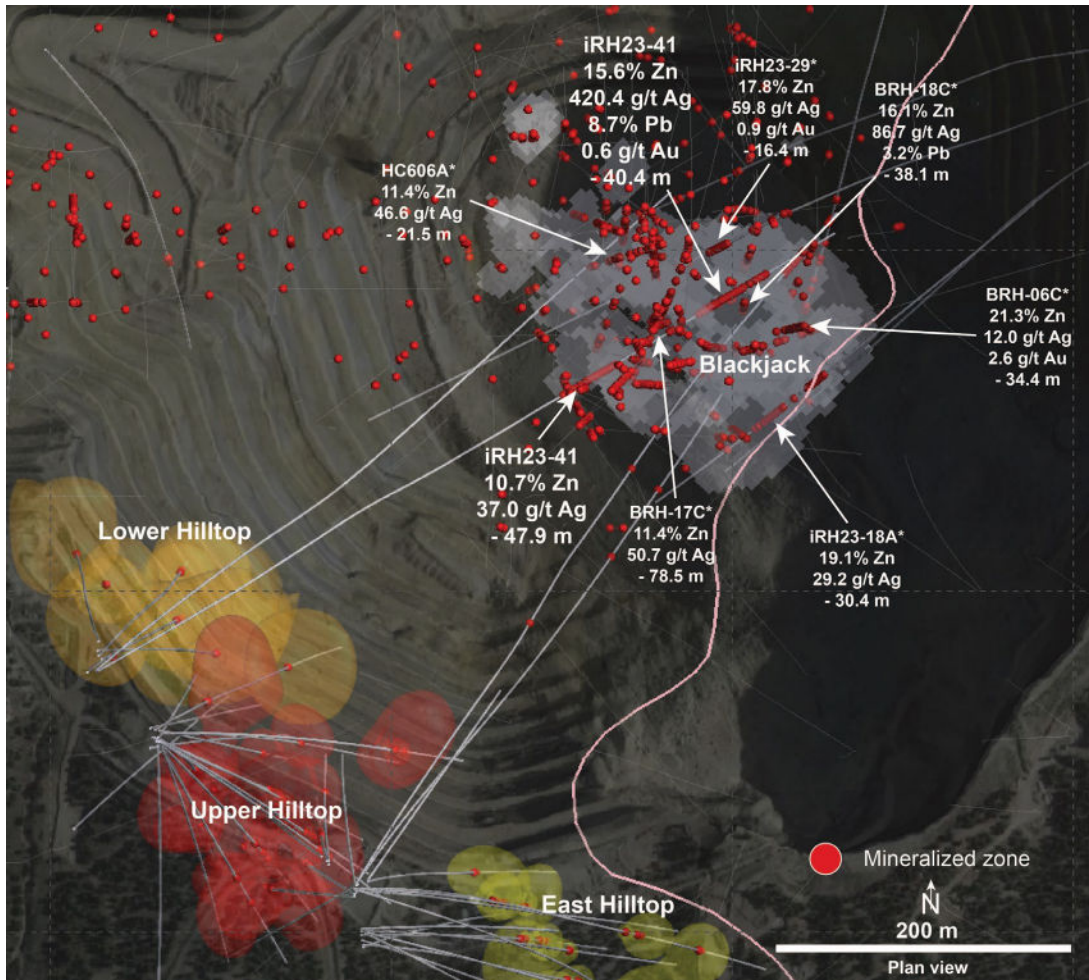 iRH23-41
15.6% Zn
420.4 g/t Ag
8.7% Pb
0.6 g/t Au
- 40.4 m
iRH23-29*
17.8% Zn
59.8 g/t Ag
0.9 g/t Au
- 16.4 m
BRH-18C*
16.1% Zn
86.7 g/t Ag
3.2% Pb
- 38.1 m
HC606A*
11.4% Zn
46.6 g/t Ag
- 21.5 m
BRH-06C*
21.3% Zn
12.0 g/t Ag
2.6 g/t Au
- 34.4 m
Blackjack
iRH23-41
10.7% Zn
37.0 g/t Ag
- 47.9 m
BRH-17C*
11.4% Zn
50.7 g/t Ag
- 78.5 m
iRH23-18A*
19.1% Zn
29.2 g/t Ag
- 30.4 m
Lower Hilltop
Upper Hilltop
East Hilltop
Mineralized zone
N
200 m
Plan view